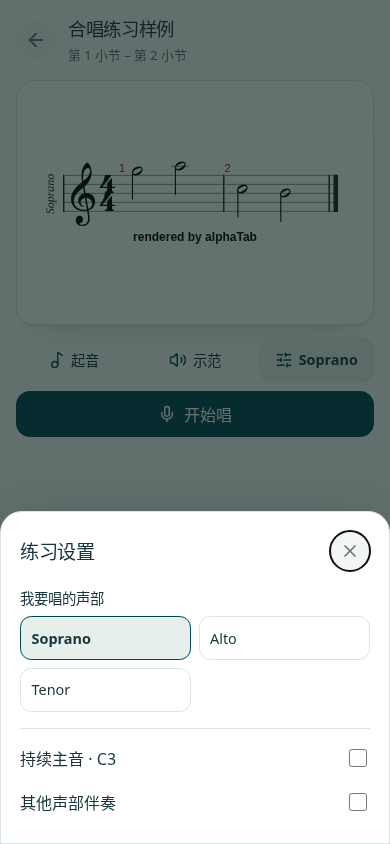 合唱练习样例
第 1 小节 – 第 2 小节
Soprano
1
2
4
4
rendered by alphaTab
起音
示范
Soprano
开始唱
练习设置
我要唱的声部
Soprano
Alto
Tenor
持续主音 · C3
其他声部伴奏